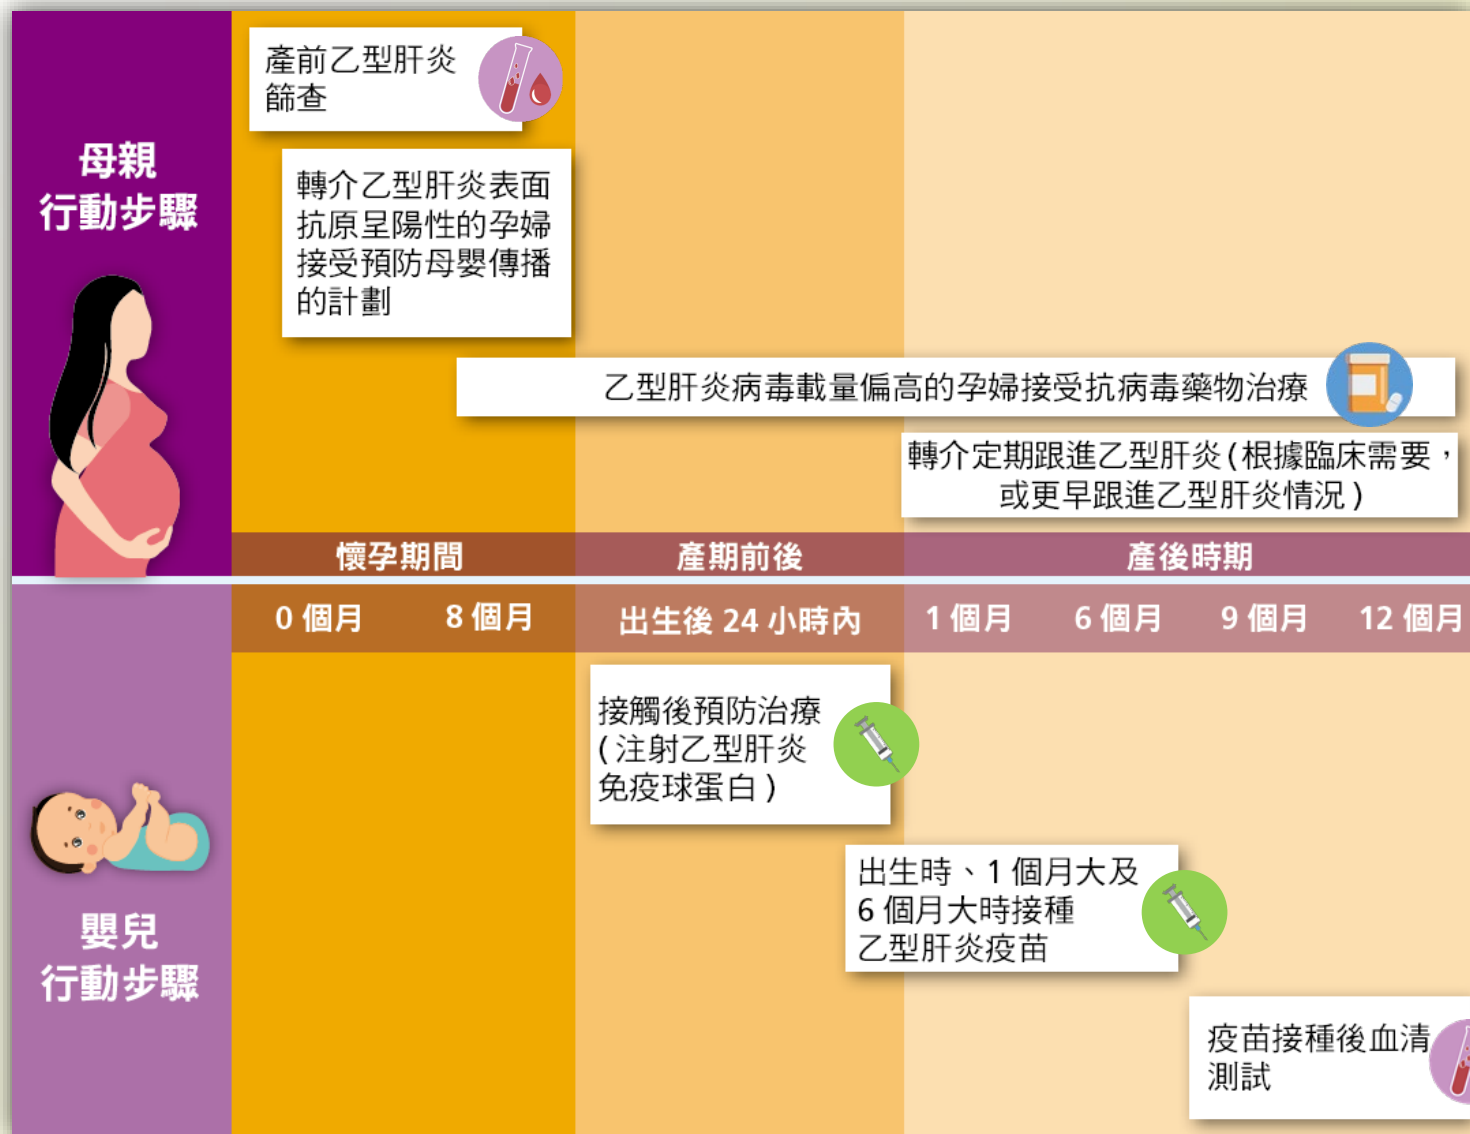 產前乙型肝炎
篩查
母親
行動步驟
轉介乙型肝炎表面
抗原呈陽性的孕婦
接受預防母嬰傳播
的計劃
乙型肝炎病毒載量偏高的孕婦接受抗病毒藥物治療
轉介定期跟進乙型肝炎(根據臨床需要，
或更早跟進乙型肝炎情況)
懷孕期間 產期前後 產後時期
0 個月 8 個月 出生後 24 小時內 1 個月 6 個月 9 個月 12 個月
接觸後預防治療
(注射乙型肝炎
免疫球蛋白)
出生時、1 個月大及
6 個月大時接種
乙型肝炎疫苗
嬰兒
行動步驟
疫苗接種後血清
測試